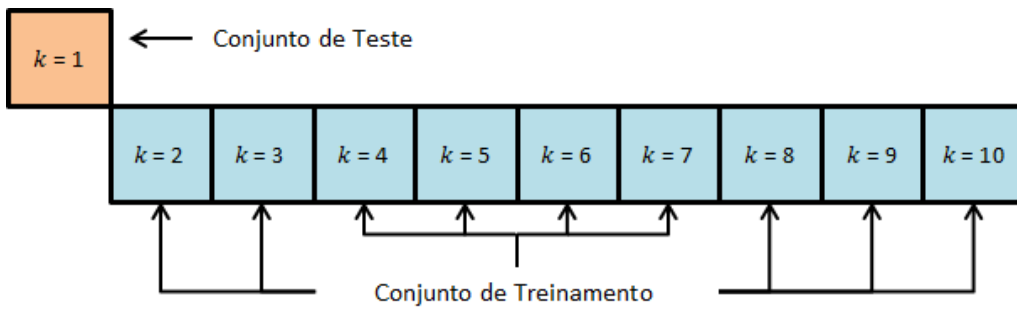 k = 1
Conjunto de Teste
k = 2 k = 3 k = 4 k = 5 k = 6 k = 7 k = 8 k = 9 k = 10
Conjunto de Treinamento